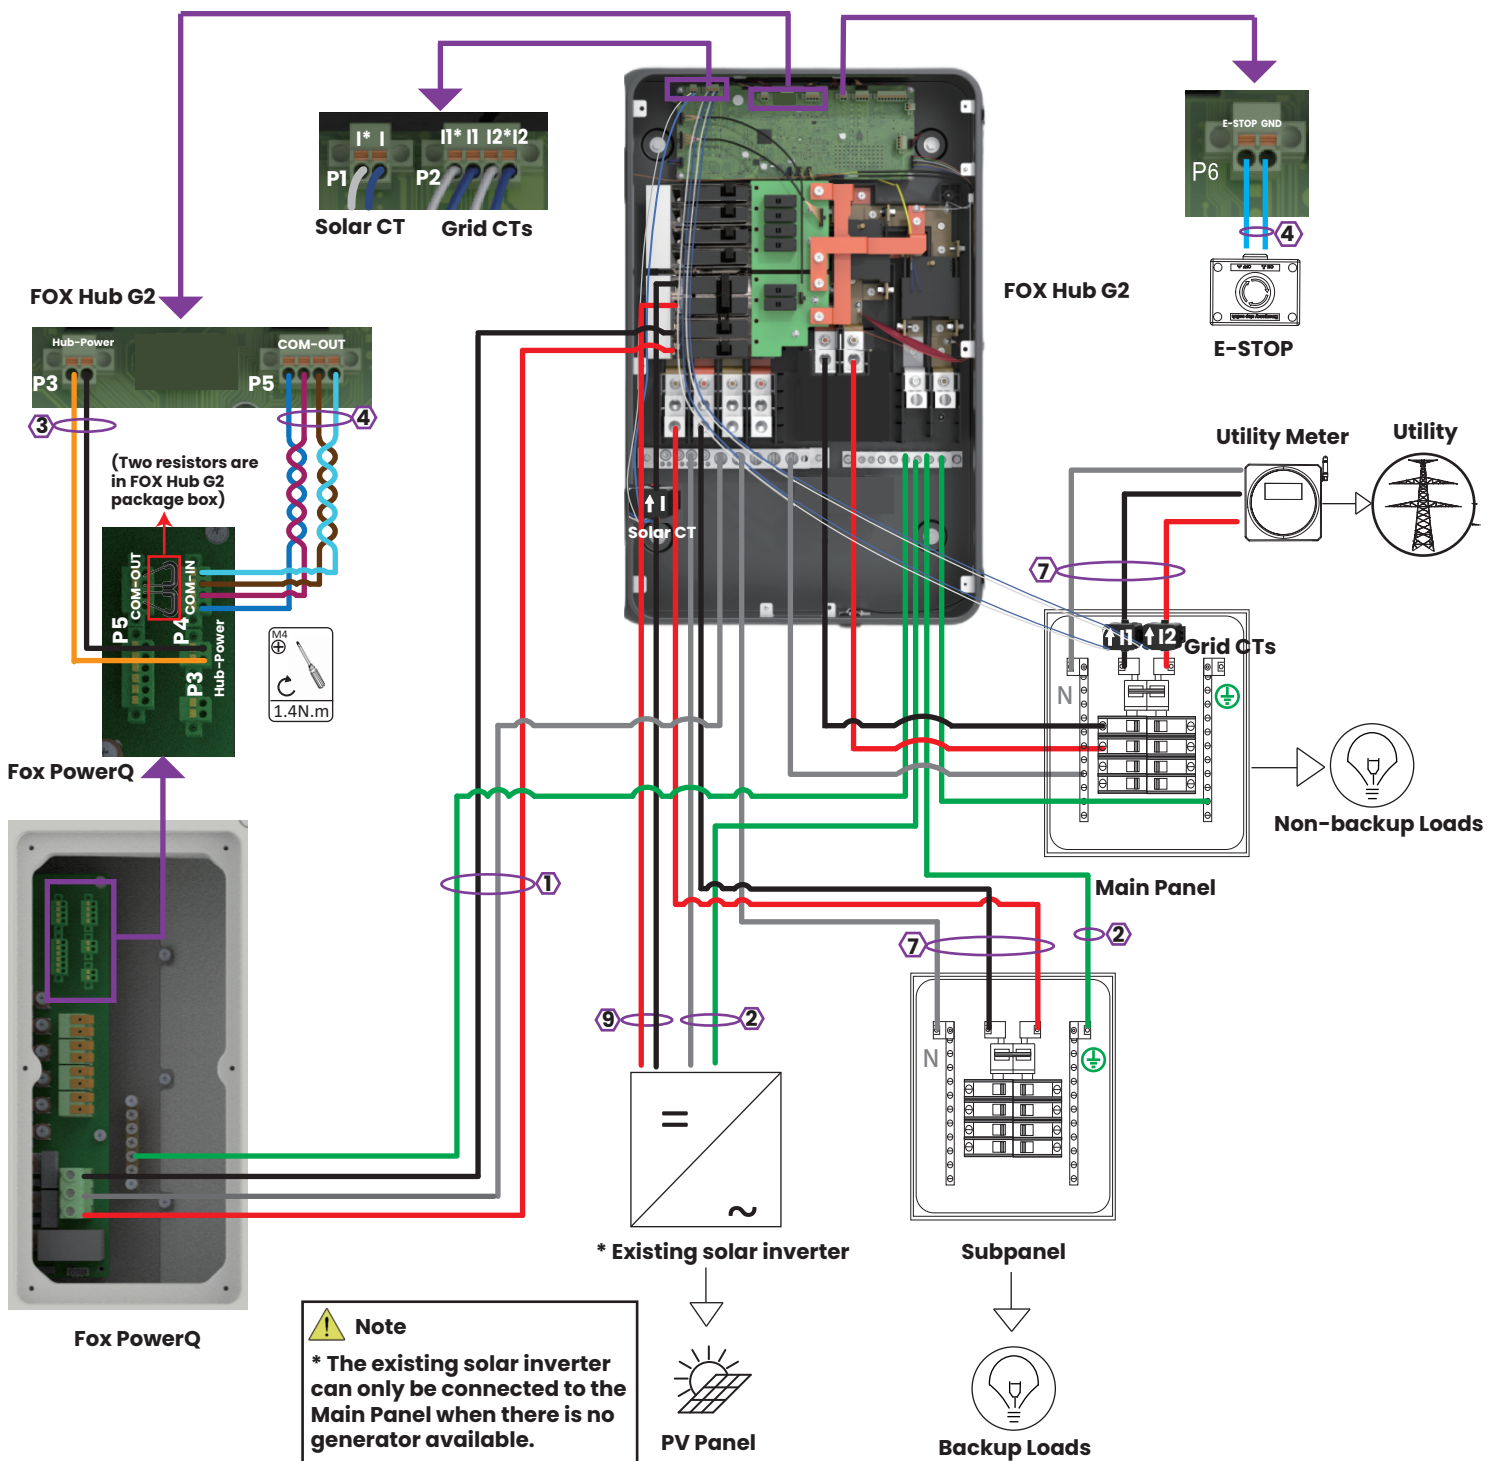 I* I
I1* I1 I2* I2
P1
P2
Solar CT
Grid CTs
E-STOP GND
P6
4
E-STOP
FOX Hub G2
FOX Hub G2
Hub-Power
COM-OUT
P3
P5
3
4
(Two resistors are
in FOX Hub G2
package box)
COM-OUT
COM-IN
P5
P4
P3
Hub-Power
M4
1.4N.m
Fox PowerQ
I
Solar CT
Utility Meter
Utility
7
I1
I2
Grid CTs
N
Non-backup Loads
Main Panel
1
7
2
9
2
N
* Existing solar inverter
Subpanel
Fox PowerQ
Note
* The existing solar inverter
can only be connected to the
Main Panel when there is no
generator available.
PV Panel
Backup Loads